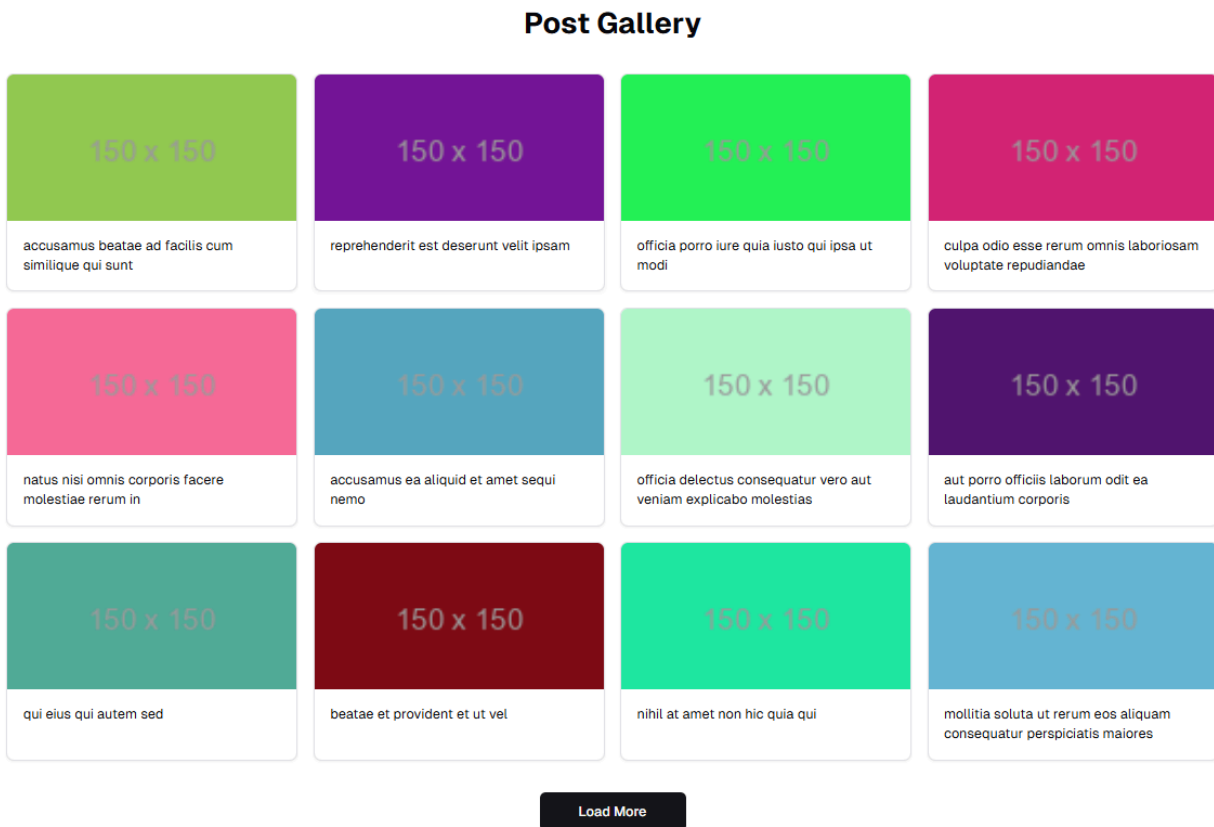 Post Gallery
150 x 150
150 x 150
150 x 150
150 x 150
accusamus beatae ad facilis cum
similique qui sunt
reprehenderit est deserunt velit ipsam
officia porro iure quia iusto qui ipsa ut
modi
culpa odio esse rerum omnis laboriosam
voluptate repudiandae
150 x 150
150 x 150
150 x 150
150 x 150
natus nisi omnis corporis facere
molestiae rerum in
accusamus ea aliquid et amet sequi
nemo
officia delectus consequatur vero aut
veniam explicabo molestias
aut porro officiis laborum odit ea
laudantium corporis
150 x 150
150 x 150
150 x 150
150 x 150
qui eius qui autem sed
beatae et provident et ut vel
nihil at amet non hic quia qui
mollitia soluta ut rerum eos aliquam
consequatur perspiciatis maiores
Load More